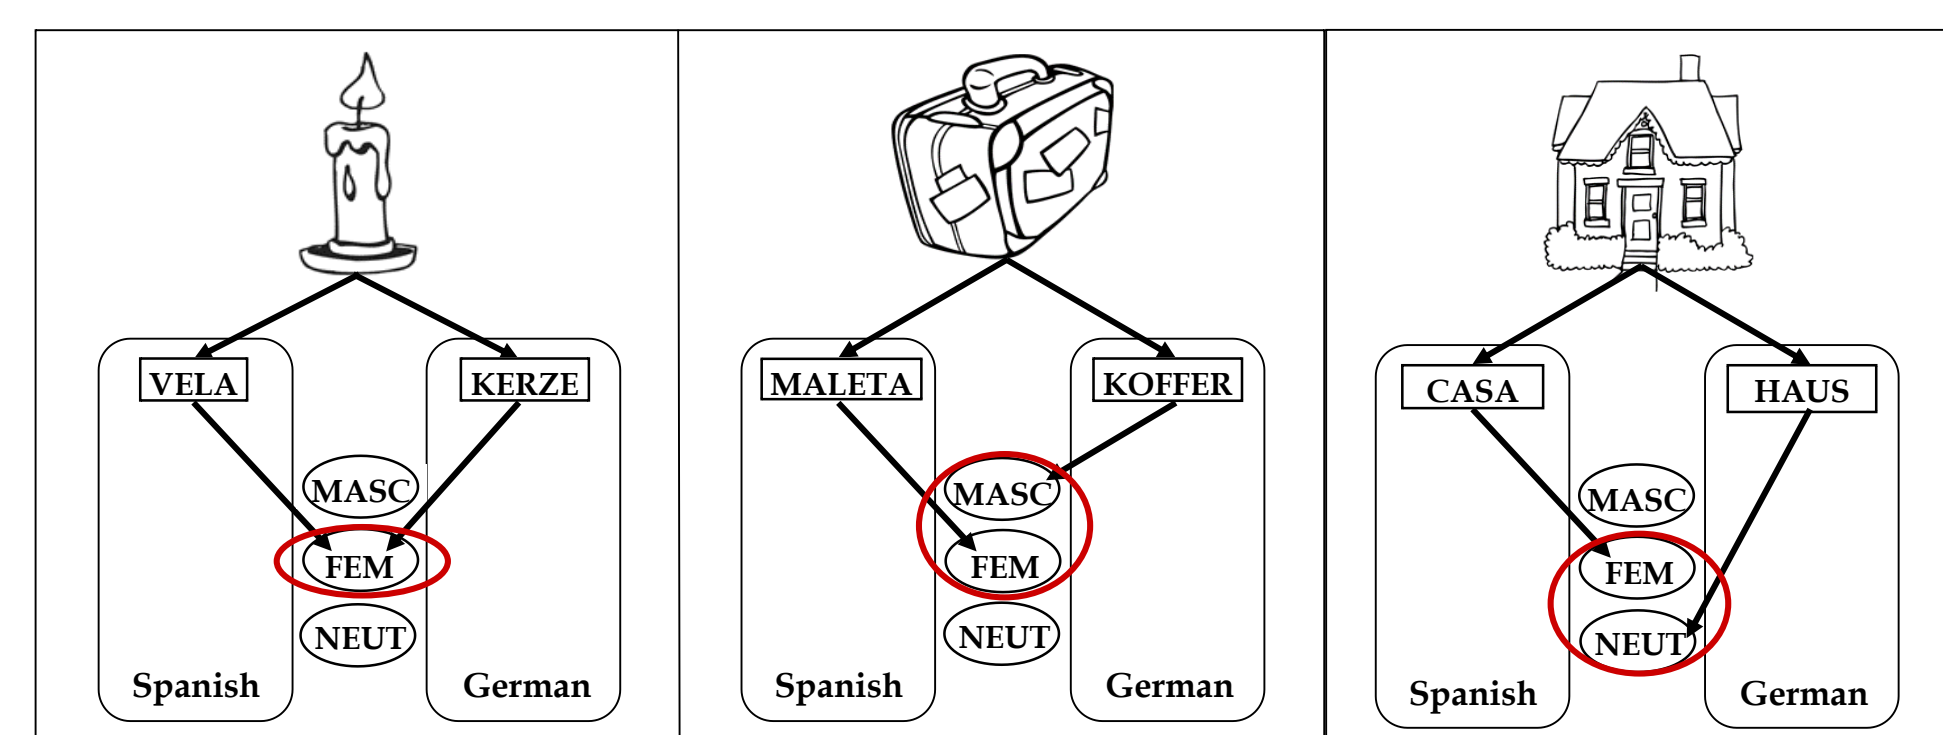 VELA
KERZE
MASC
FEM
NEUT
Spanish
German
MALETA
KOFFER
MASC
FEM
NEUT
Spanish
German
CASA
HAUS
MASC
FEM
NEUT
Spanish
German